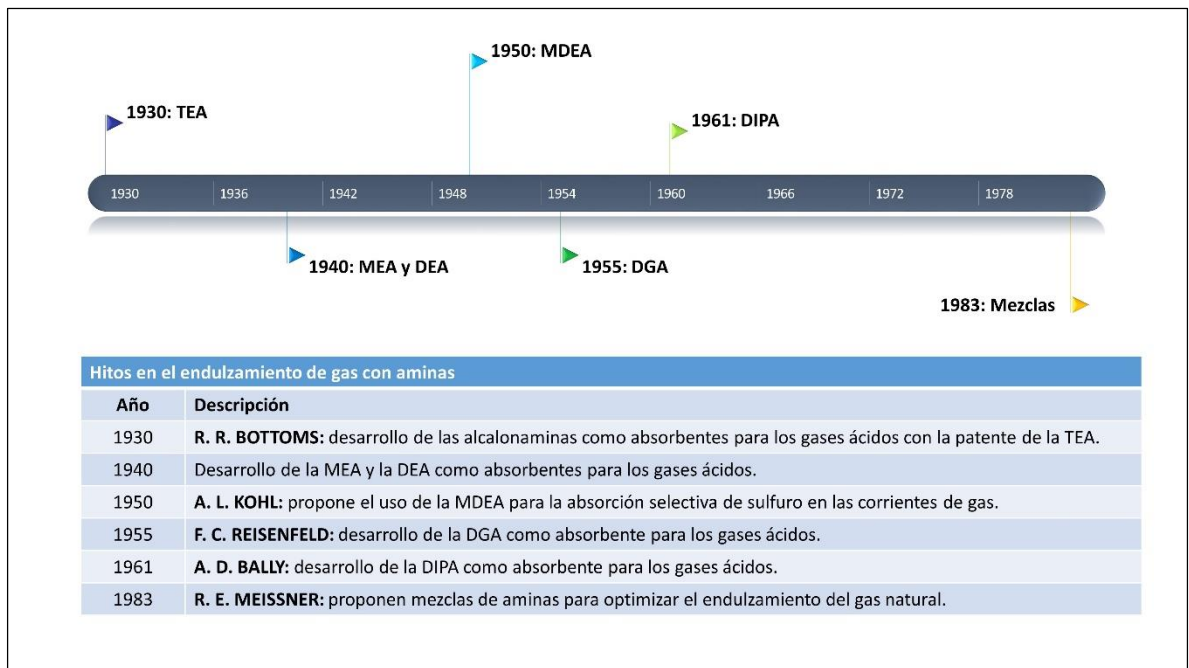 1950: MDEA
1930: TEA
1961: DIPA
1930 1936 1942 1948 1954 1960 1966 1972 1978
1940: MEA y DEA
1955: DGA
1983: Mezclas
Hitos en el endulzamiento de gas con aminas
Año Descripción
1930 R. R. BOTTOMS: desarrollo de las alcalonaminas como absorbentes para los gases ácidos con la patente de la TEA.
1940 Desarrollo de la MEA y la DEA como absorbentes para los gases ácidos.
1950 A. L. KOHL: propone el uso de la MDEA para la absorción selectiva de sulfuro en las corrientes de gas.
1955 F. C. REISENFELD: desarrollo de la DGA como absorbente para los gases ácidos.
1961 A. D. BALLY: desarrollo de la DIPA como absorbente para los gases ácidos.
1983 R. E. MEISSNER: proponen mezclas de aminas para optimizar el endulzamiento del gas natural.